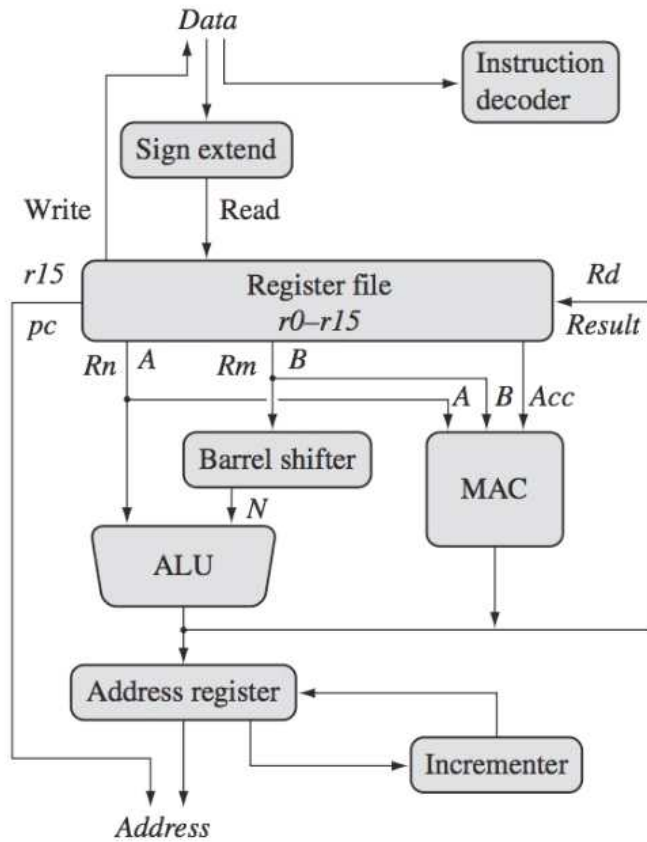 Data
Instruction
decoder
Sign extend
Write
Read
r15
Register file
Rd
pc
r0–r15
Result
Rn
A
Rm
B
A
B
Acc
Barrel shifter
MAC
N
ALU
Address register
Incrementer
Address